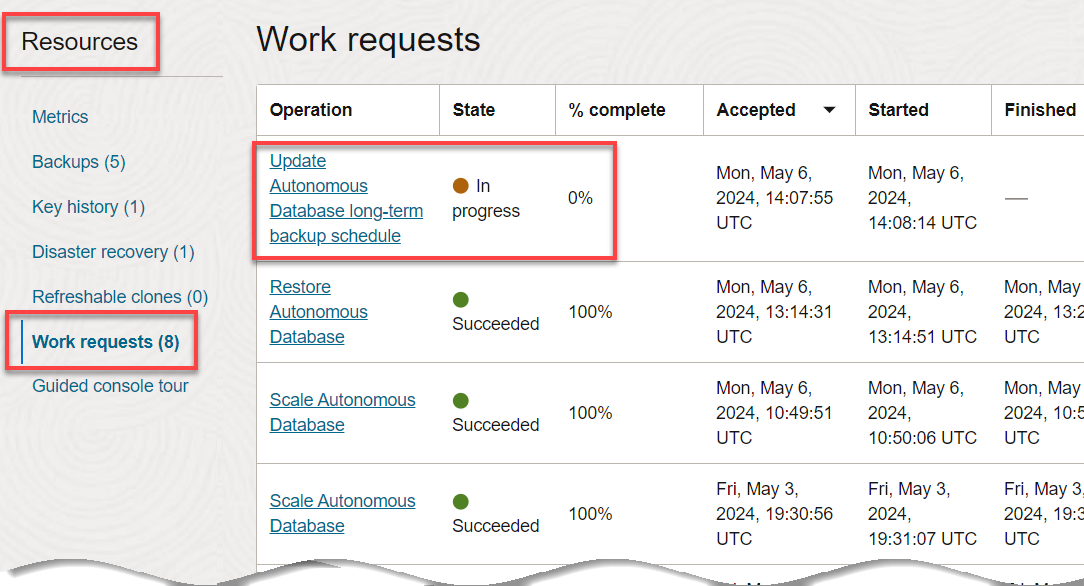 Resources
Metrics
Backups (5)
Key history (1)
Disaster recovery (1)
Refreshable clones (0)
Work requests (8)
Guided console tour
Work requests
Operation State % complete Accepted Started Finished
Update
Autonomous
Database long-term
backup schedule
In
progress
0%
Mon, May 6,
2024, 14:07:55
UTC
Mon, May 6,
2024,
14:08:14 UTC
—
Restore
Autonomous
Database
Succeeded
100%
Mon, May 6,
2024, 13:14:31
UTC
Mon, May 6,
2024,
13:14:51 UTC
Mon, May
2024, 13:2
UTC
Scale Autonomous
Database
Succeeded
100%
Mon, May 6,
2024, 10:49:51
UTC
Mon, May 6,
2024,
10:50:06 UTC
Mon, May
2024, 10:5
UTC
Scale Autonomous
Database
Succeeded
100%
Fri, May 3,
2024, 19:30:56
UTC
Fri, May 3,
2024,
19:31:07 UTC
Fri, May 3,
2024, 19:3
UTC